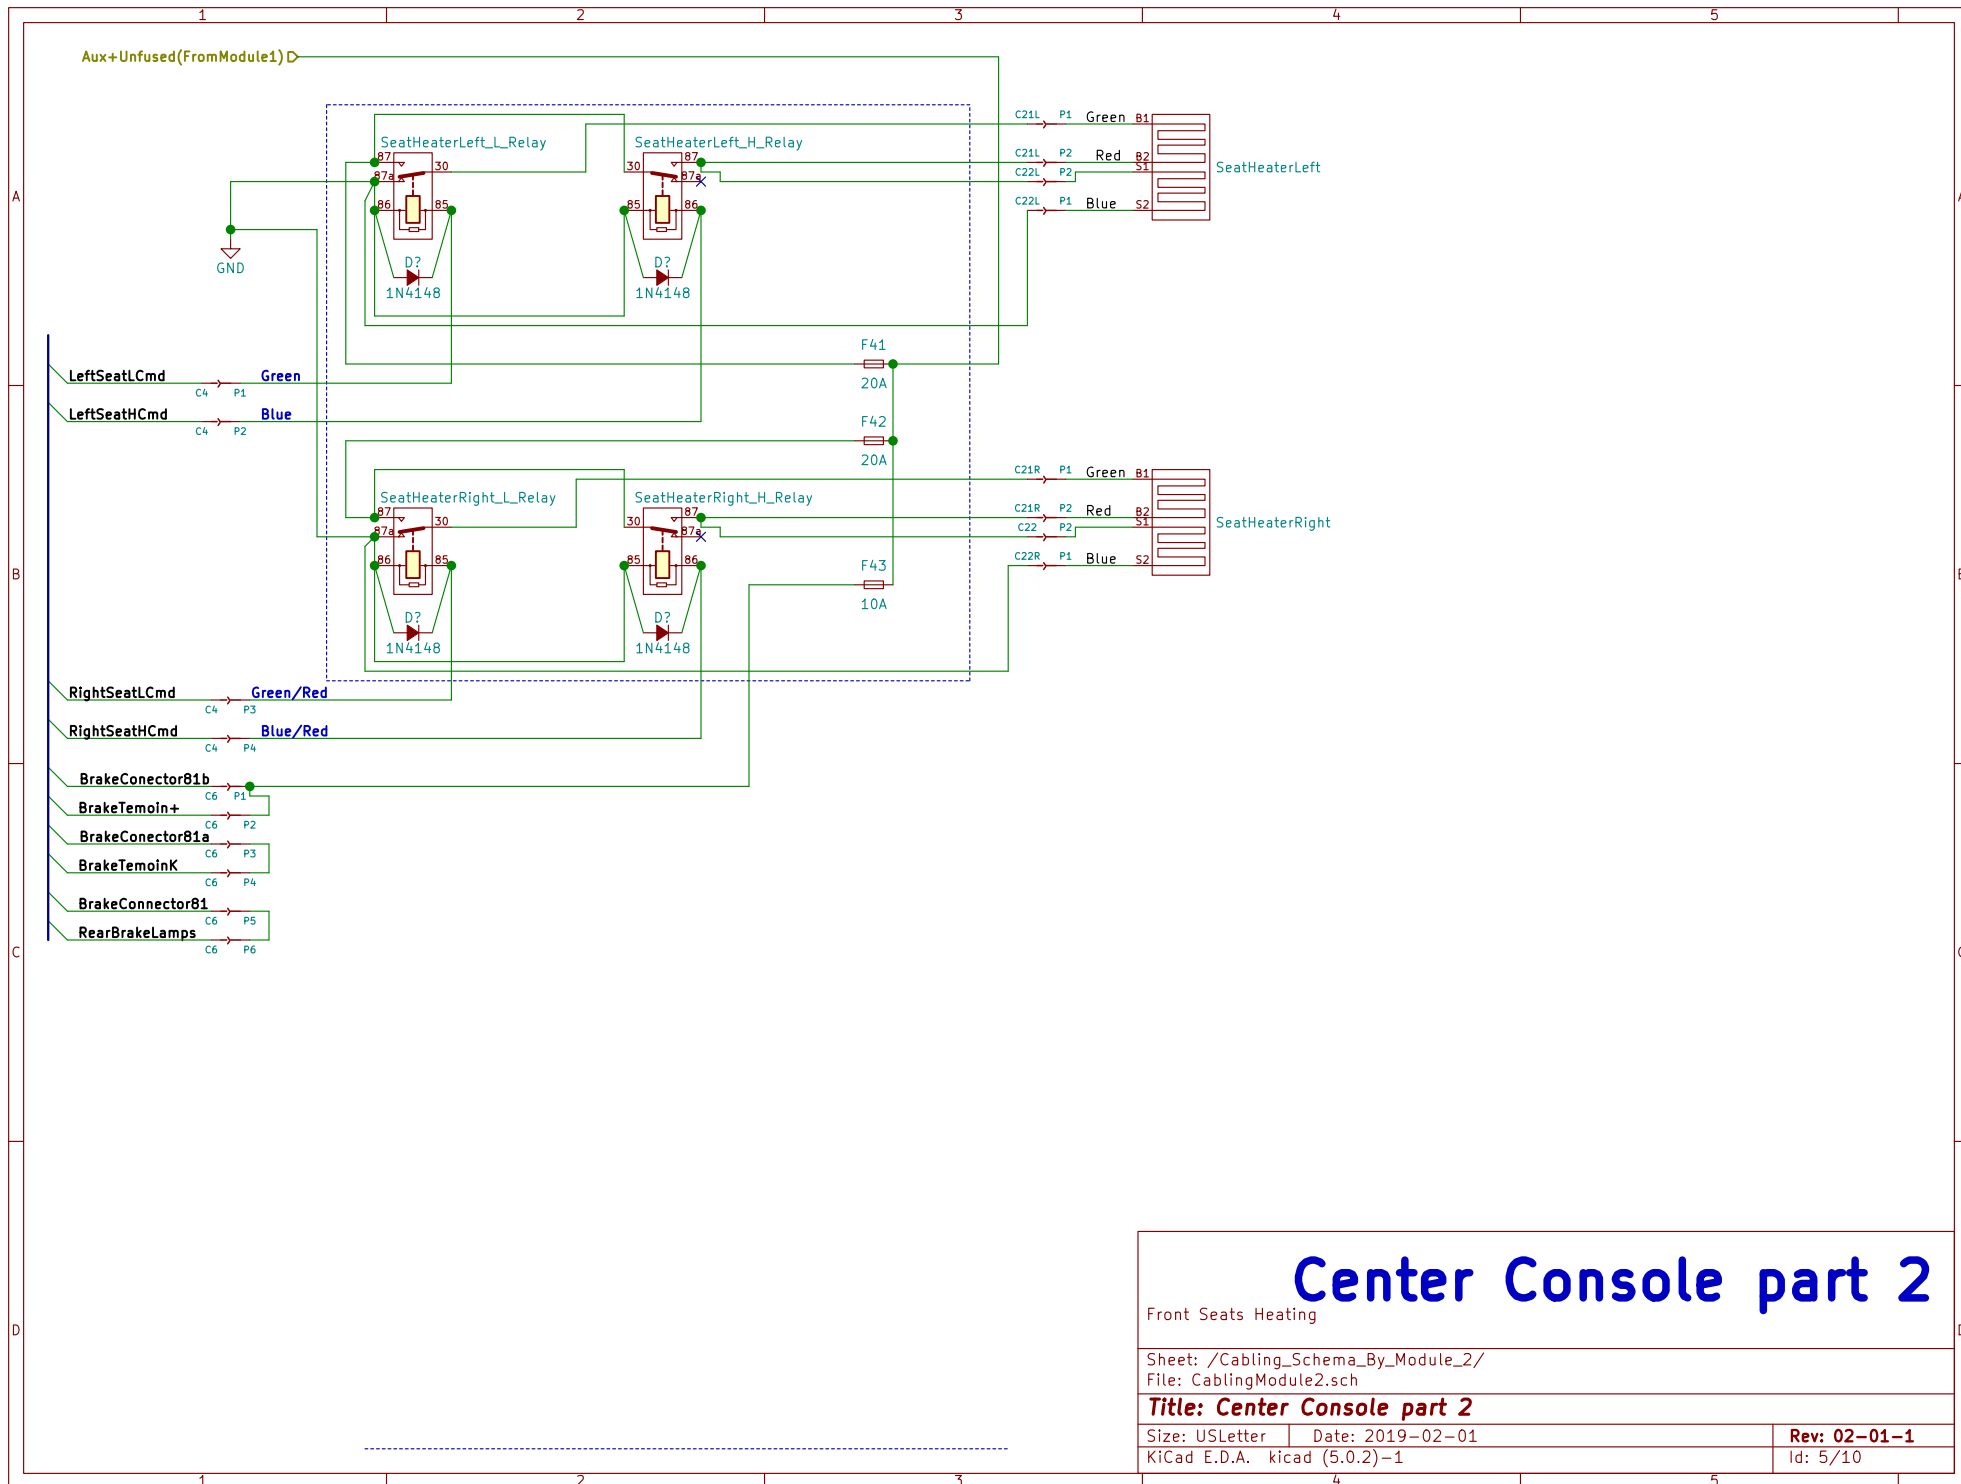 1 2 3 4 5
Aux+Unfused(FromModule1)
C21L P1 Green B1
SeatHeaterLeft_L_Relay SeatHeaterLeft_H_Relay
87 30 30 87 C21L P2 Red B2
87a 87a C22L P2 S1 SeatHeaterLeft
A
86 85 85 86 C22L P1 Blue S2
GND
D? D?
1N4148 1N4148
F41
20A
LeftSeatLCmd C4 P1 Green
LeftSeatHCmd C4 P2 Blue
F42
20A
C21R P1 Green B1
SeatHeaterRight_L_Relay SeatHeaterRight_H_Relay
87 30 30 87 C21R P2 Red B2
87a 87a C22 P2 S1 SeatHeaterRight
B
86 85 85 86 C22R P1 Blue S2
F43
10A
D? D?
1N4148 1N4148
RightSeatLCmd C4 P3 Green/Red
RightSeatHCmd C4 P4 Blue/Red
BrakeConector81b C6 P1
BrakeTemoin+ C6 P2
BrakeConector81a C6 P3
BrakeTemoinK C6 P4
BrakeConnector81 C6 P5
RearBrakeLamps C6 P6
C
Center Console part 2
Front Seats Heating
D
Sheet: /Cabling_Schema_By_Module_2/
File: CablingModule2.sch
Title: Center Console part 2
Size: USLetter Date: 2019-02-01 Rev: 02-01-1
KiCad E.D.A. kicad (5.0.2)-1 Id: 5/10
1 2 3 4 5